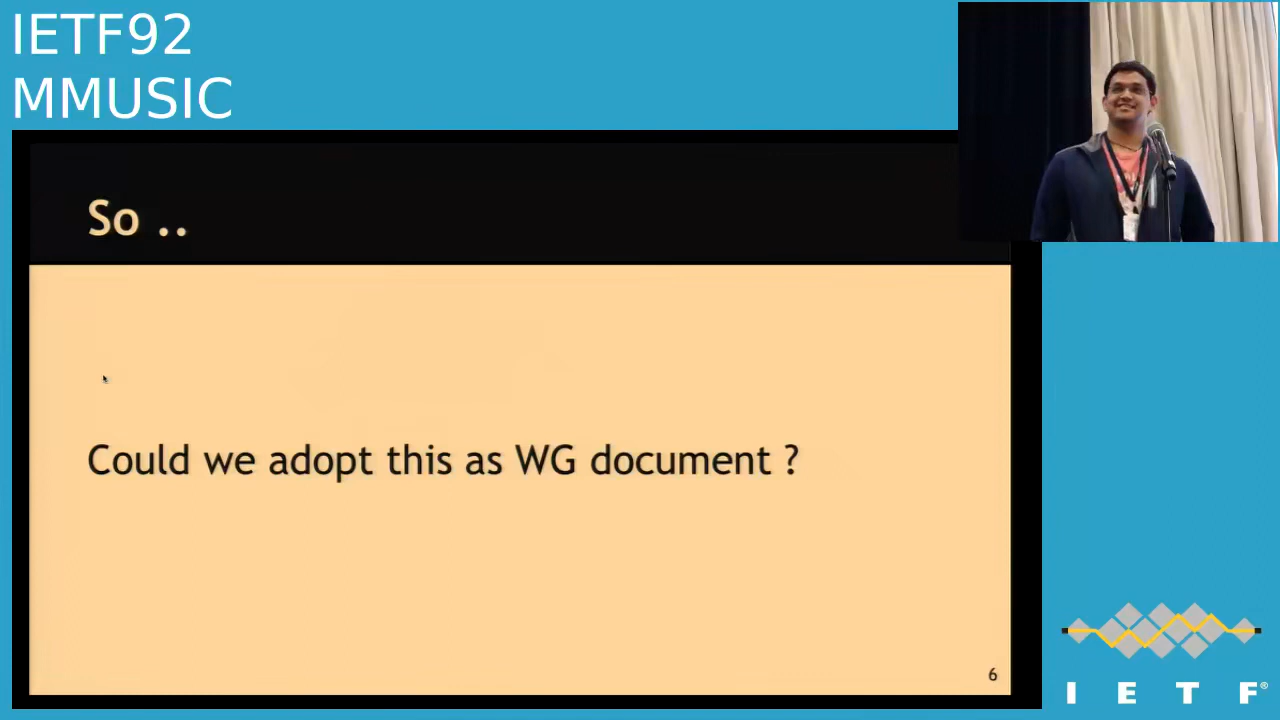 IETF92
MMUSIC
So ..
Could we adopt this as WG document ?
6
I E T F®